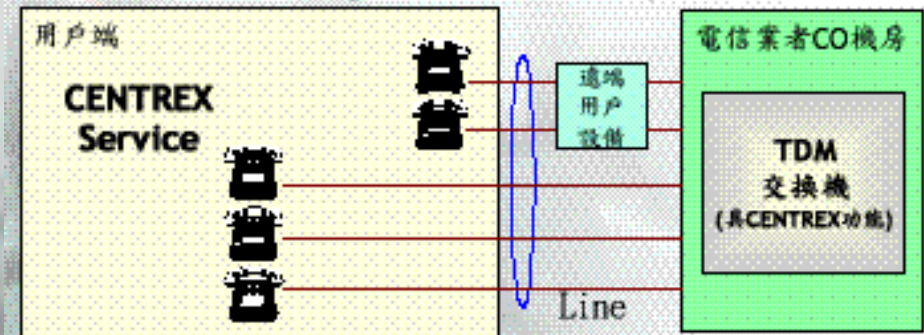 用戶端
CENTREX
Service
遠端
用戶
設備
Line
電信業者CO機房
TDM
交換機
(具CENTREX功能)